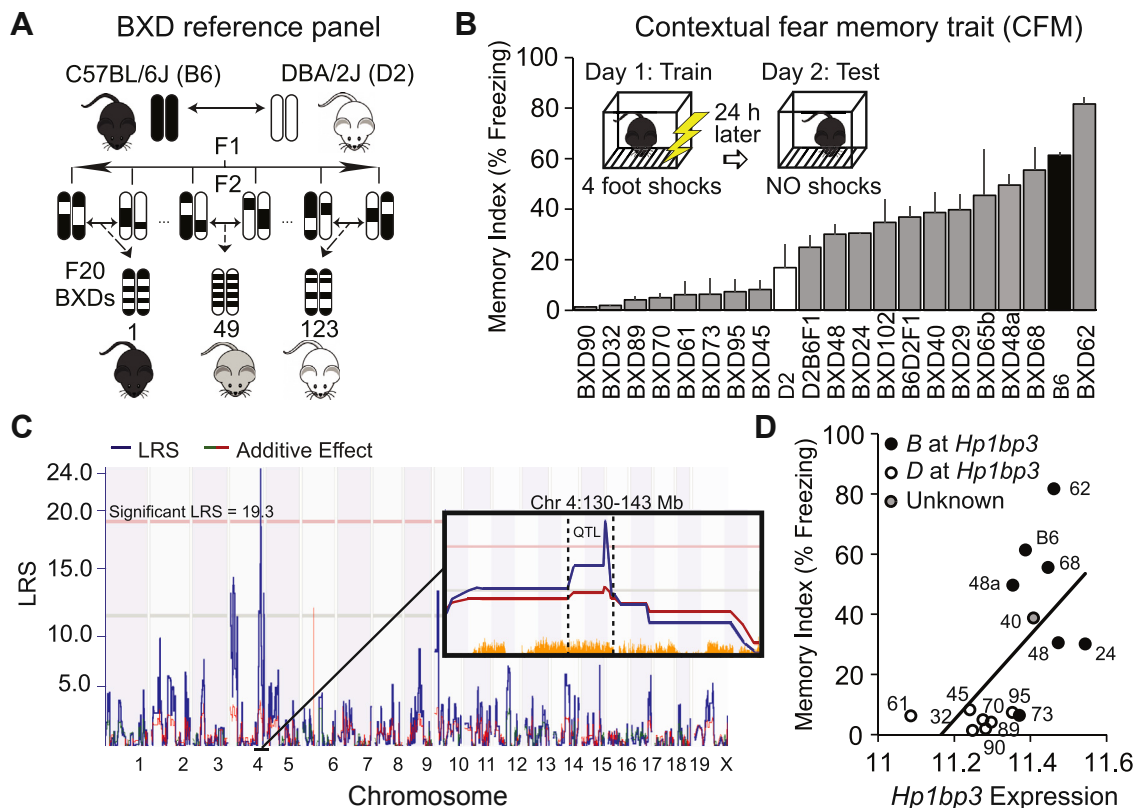 A
BXD reference panel
C57BL/6J (B6)
DBA/2J (D2)
F1
F2
... ...
F20
BXDs
1
49
123
B
Contextual fear memory trait (CFM)
Memory Index (% Freezing)
80
60
40
20
0
Day 1: Train
24 h
later
Day 2: Test
4 foot shocks
NO shocks
BXD90
BXD32
BXD89
BXD70
BXD61
BXD73
BXD95
BXD45
D2
D2B6F1
BXD48
BXD24
BXD102
B6D2F1
BXD40
BXD29
BXD65b
BXD48a
BXD68
B6
BXD62
C
LRS
Additive Effect
LRS
24.0
20.0
15.0
10.0
5.0
Significant LRS = 19.3
Chr 4:130-143 Mb
QTL
1 2 3 4 5 6 7 8 9 10 11 12 13 14 15 16 17 18 19 X
Chromosome
D
Memory Index (% Freezing)
100
80
60
40
20
0
B at Hp1bp3
D at Hp1bp3
Unknown
62
B6
68
48a
40
48
24
61
45
70
95
32
73
89
90
11 11.2 11.4 11.6
Hp1bp3 Expression